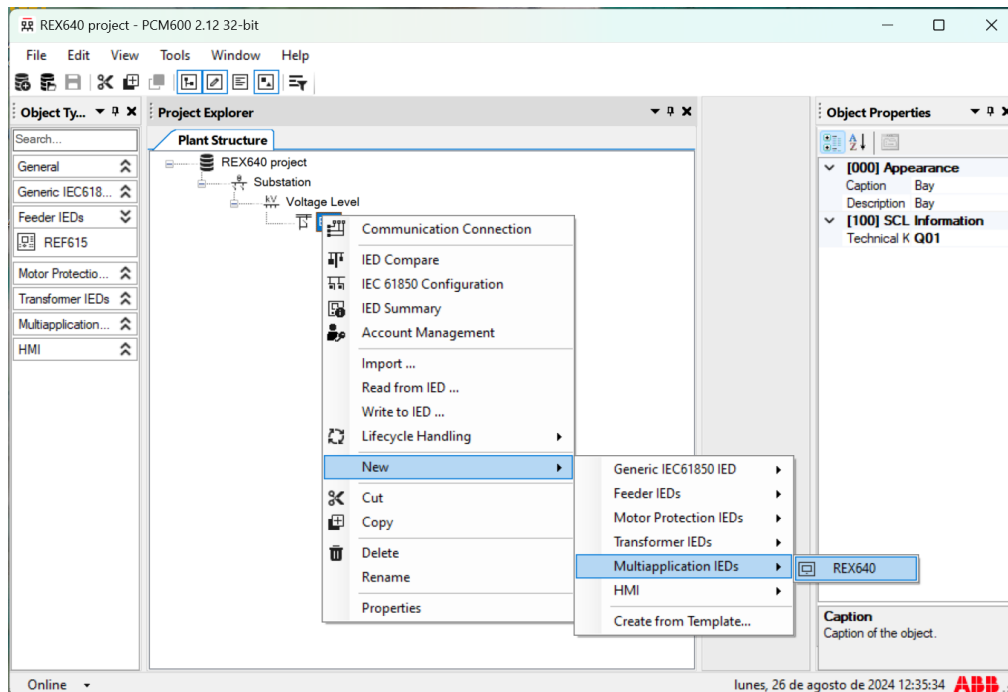 REX640 project - PCM600 2.12 32-bit
File Edit View Tools Window Help
Object Ty...
Search...
General
Generic IEC618...
Feeder IEDs
REF615
Motor Protectio...
Transformer IEDs
Multiapplication...
HMI
Project Explorer
Plant Structure
REX640 project
Substation
kV Voltage Level
Communication Connection
IED Compare
IEC 61850 Configuration
IED Summary
Account Management
Import ...
Read from IED ...
Write to IED ...
Lifecycle Handling
New
Cut
Copy
Delete
Rename
Properties
Generic IEC61850 IED
Feeder IEDs
Motor Protection IEDs
Transformer IEDs
Multiapplication IEDs
HMI
Create from Template...
REX640
Object Properties
[000] Appearance
Caption Bay
Description Bay
[100] SCL Information
Technical K Q01
Caption
Caption of the object.
Online
lunes, 26 de agosto de 2024 12:35:34 ABB